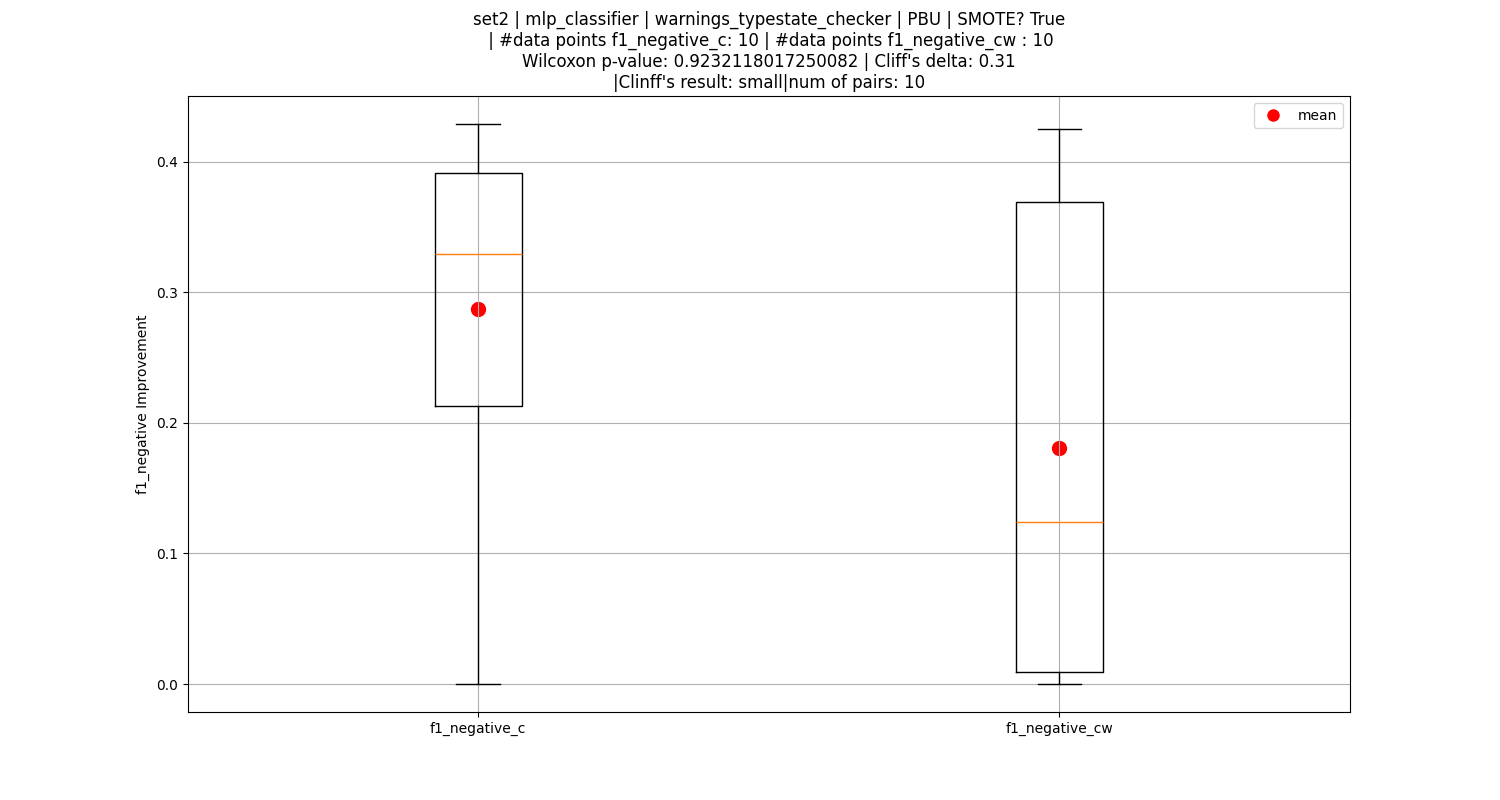 set2 | mlp_classifier | warnings_typestate_checker | PBU | SMOTE? True
| #data points f1_negative_c: 10 | #data points f1_negative_cw : 10
Wilcoxon p-value: 0.9232118017250082 | Cliff's delta: 0.31
|Clinff's result: small|num of pairs: 10
mean
f1_negative Improvement
0.4
0.3
0.2
0.1
0.0
f1_negative_c
f1_negative_cw